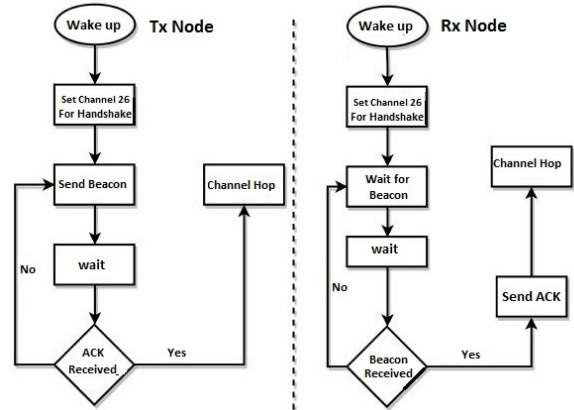 Wake up
Tx Node
Set Channel 26
For Handshake
Send Beacon
Channel Hop
wait
No
ACK
Received
Yes
Wake up
Rx Node
Set Channel 26
For Handshake
Wait for
Beacon
Channel Hop
wait
No
Send ACK
Beacon
Received
Yes